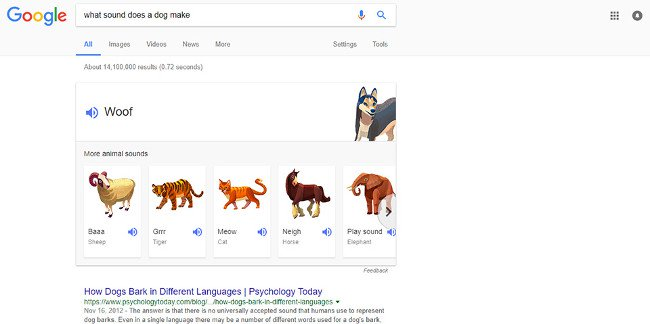 Google
what sound does a dog make
All Images Videos News More Settings Tools
About 14,100,000 results (0.72 seconds)
Woof
More animal sounds
Baaa Grrr Meow Neigh Play sound
Sheep Tiger Cat Horse Elephant
Feedback
How Dogs Bark in Different Languages | Psychology Today
https://www.psychologytoday.com/blog/.../how-dogs-bark-in-different-languages
Nov 16, 2012 - The answer is that there is no universally accepted sound that humans use to represent
dog barks. Even in a single language there may be a number of different words used for a dog's bark.